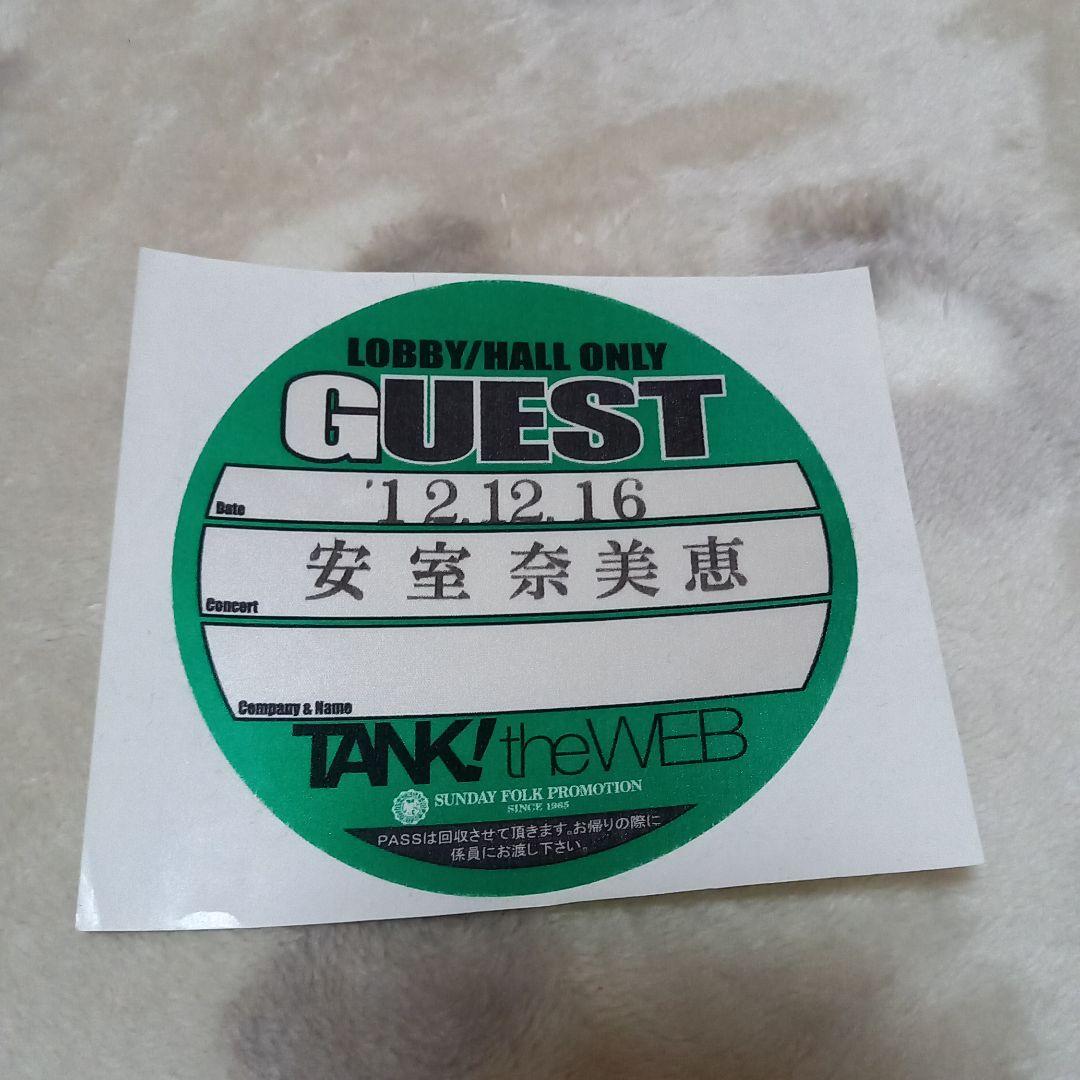 LOBBY/HALL ONLY
GUEST
Date '12.12.16
Concert 安室奈美恵
Company & Name
TANK! the WEB
SUNDAY FOLK PROMOTION
SINCE 1965
PASSは回収させて頂きます。お帰りの際に
係員にお渡し下さい。